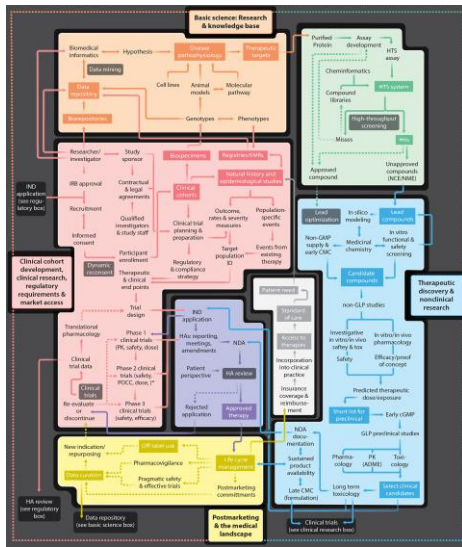 Basic science: Research
& knowledge base
Biomedical
informatics
Hypothesis
Disease
pathophysiology
Therapeutic
targets
Data mining
Cell lines
Animal
models
Molecular
pathway
Data
repository
Biorepositories
Genotypes
Phenotypes
Purified
Protein
Assay
development
HTS
assay
Cheminformatics
HTS system
Compound
libraries
High-throughput
screening
Misses
Hits
Approved
compound
Unapproved
compounds
(NCE/NME)
Researcher/
investigator
Study
sponsor
Biospecimens
Registries/EMRs
IRB approval
Contractual
& legal
agreements
Clinical
cohort
Natural history and
epidemiological studies
IND
application
(see regu-
latory box)
Recruitment
Qualified
investigators
& study staff
Clinical trial
planning &
preparation
Outcome,
rates & severity
measures
Population-
specific
events
Informed
consent
Dynamic
reconsent
Participant
enrollment
Regulatory
& compliance
strategy
Target
population
ID
Events from
existing
therapy
Therapeutic
& clinical
end points
Clinical cohort
development,
clinical research,
regulatory
requirements &
market access
Trial
design
Translational
pharmacology
Clinical
trial data
Phase 1
clinical trials
(PK, safety, dose)
Clinical
trials
Phase 2 clinical
trials (safety,
POCC, dose, )*
Re-evaluate or
discontinue
Phase 3
clinical trials
(safety, efficacy)
IND
application
HAs: reporting
meetings,
amendments
NDA
Patient
perspective
HA review
Rejected
application
Approved
therapy
Patient need
Standard
of care
Access to
therapies
Incorporation
into clinical
practice
Insurance
coverage &
reimburse-
ment
Lead
optimization
In silico
modeling
Lead
compounds
Non-GMP
supply &
early CMC
Medicinal
chemistry
In vitro
functional &
safety screening
Candidate
compounds
Therapeutic
discovery &
nonclinical
research
non GLP studies
Investigative
in vitro/in vivo
saftey & tox
In vitro/in vivo
pharmacology
Safety
Efficacy/proof
of concept
Predicted therapeutic
dose/exposure
Short list for
preclinical
Early cGMP
GLP preclinical studies
NDA
docu-
mentation
Pharma-
cology
PK
(ADME)
Toxi-
cology
Sustained
product
availability
Long term
toxicology
Select clinical
candidates
Late CMC
(formulation)
New indication/
repurposing
Off-label use
Pharmacovigilance
Life cycle
management
Data curation
Pragmatic safety
& effective trials
Postmarketing
commitments
Postmarketing
& the medical
landscape
HA review
(see regulatory
box)
Data repository
(see basic science box)
Clinical trials
(see clinical research box)